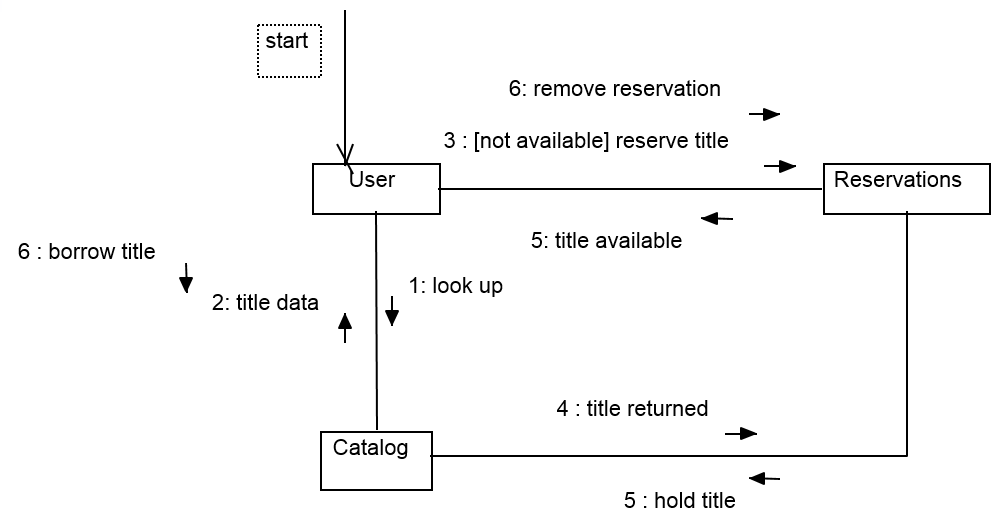 start
6: remove reservation
3 : [not available] reserve title
User
Reservations
5: title available
6 : borrow title
1: look up
2: title data
4 : title returned
Catalog
5 : hold title